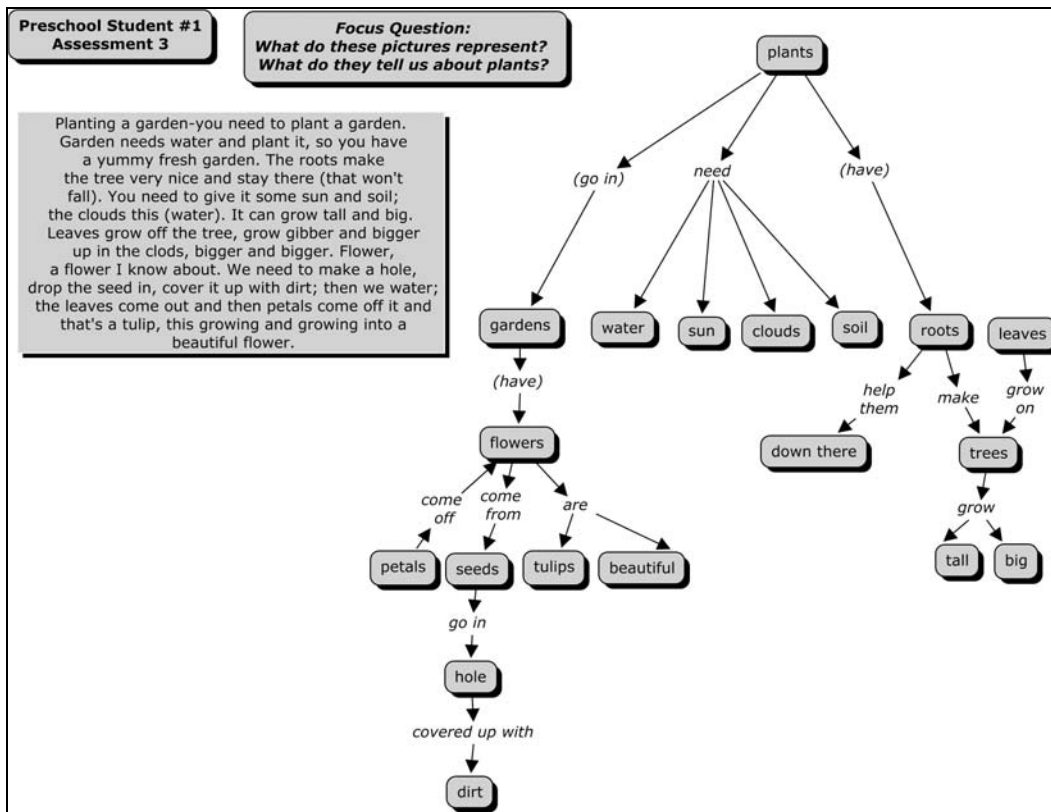 Preschool Student #1
Assessment 3
Focus Question:
What do these pictures represent?
What do they tell us about plants?
Planting a garden-you need to plant a garden.
Garden needs water and plant it, so you have
a yummy fresh garden. The roots make
the tree very nice and stay there (that won't
fall). You need to give it some sun and soil;
the clouds this (water). It can grow tall and big.
Leaves grow off the tree, grow gibber and bigger
up in the clods, bigger and bigger. Flower,
a flower I know about. We need to make a hole,
drop the seed in, cover it up with dirt; then we water;
the leaves come out and then petals come off it and
that's a tulip, this growing and growing into a
beautiful flower.
plants
(go in)
need
(have)
gardens
water
sun
clouds
soil
roots
leaves
(have)
help
them
make
grow
on
flowers
down there
trees
come
off
come
from
are
grow
petals
seeds
tulips
beautiful
tall
big
go in
hole
covered up with
dirt